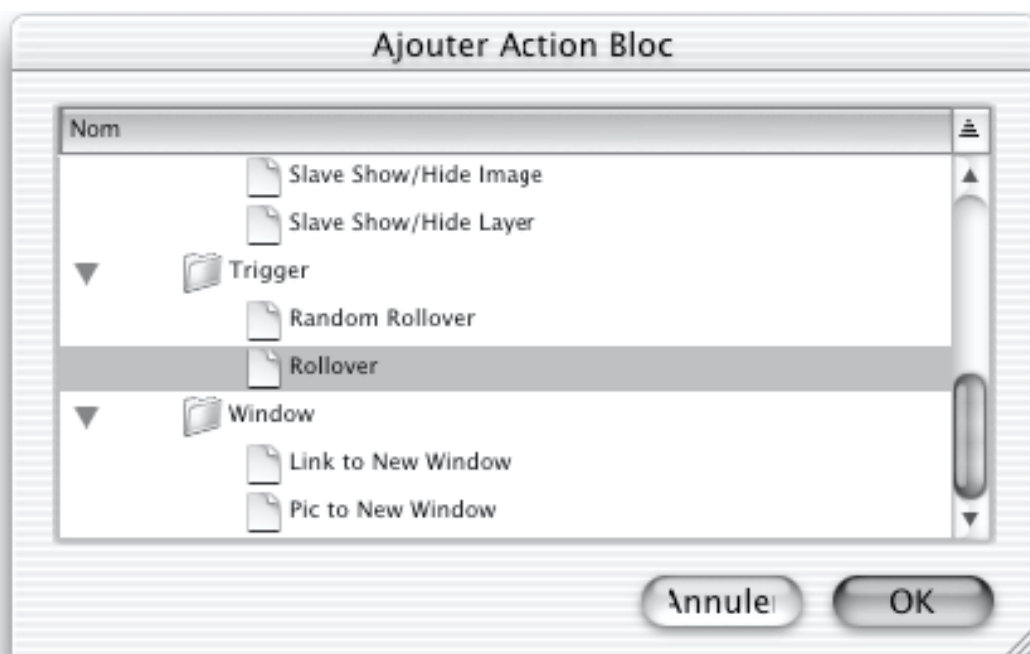 Ajouter Action Bloc
Nom
Slave Show/Hide Image
Slave Show/Hide Layer
Trigger
Random Rollover
Rollover
Window
Link to New Window
Pic to New Window
Annuler OK